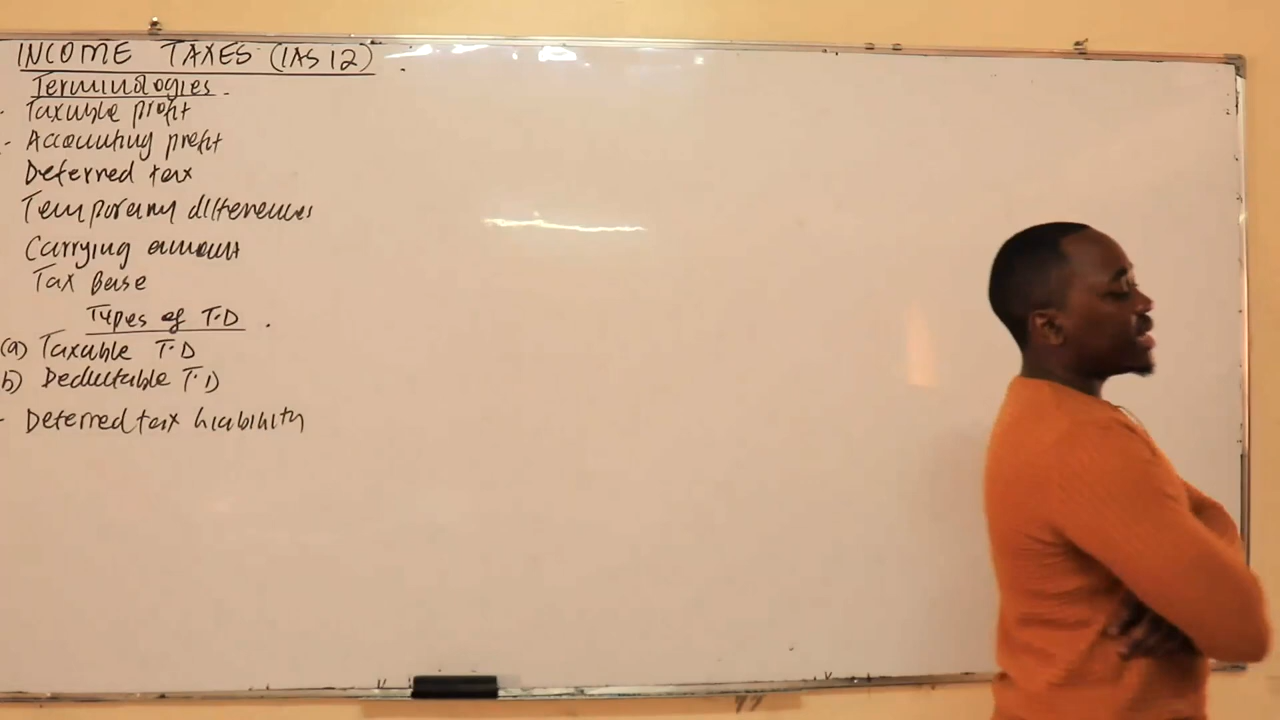 INCOME TAXES (IAS 12)
Terminologies.
- Taxable profit
- Accounting profit
Deferred tax
Temporary differences
Carrying amount
Tax Base
Types of T.D.
(a) Taxable T.D
b) Deductable T.D
- Deferred tax liability